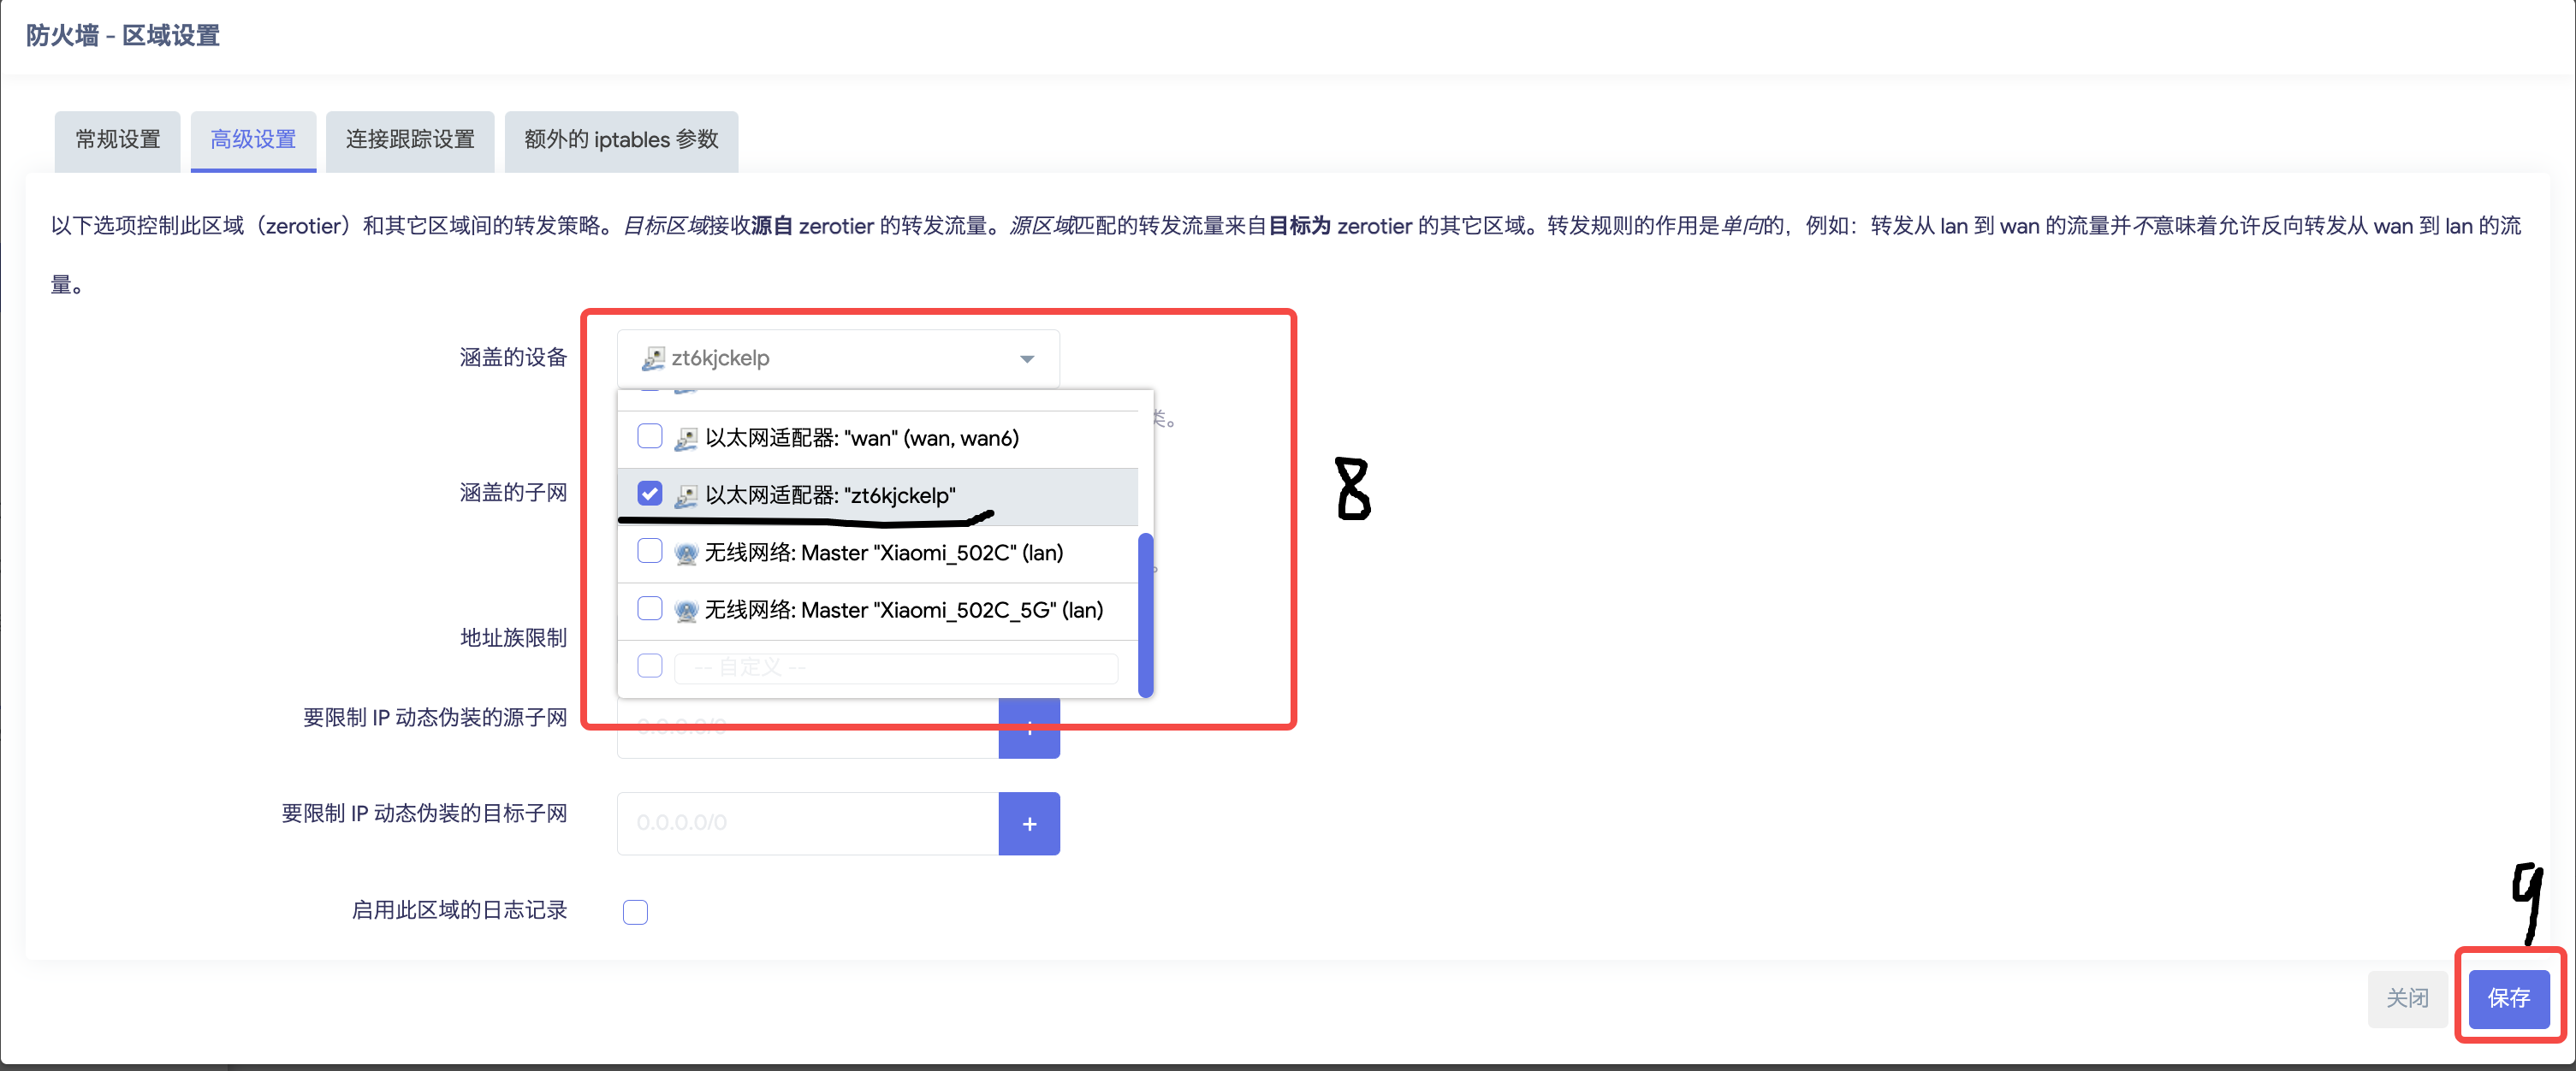 防火墙 - 区域设置
常规设置
高级设置
连接跟踪设置
额外的 iptables 参数
以下选项控制此区域（zerotier）和其它区域间的转发策略。目标区域接收源自 zerotier 的转发流量。源区域匹配的转发流量来自目标为 zerotier 的其它区域。转发规则的作用是单向的，例如：转发从 lan 到 wan 的流量并不意味着允许反向转发从 wan 到 lan 的流
量。
涵盖的设备
zt6kjckelp
类。
以太网适配器: "wan" (wan, wan6)
涵盖的子网
以太网适配器: "zt6kjckelp"
8
无线网络: Master "Xiaomi_502C" (lan)
。
无线网络: Master "Xiaomi_502C_5G" (lan)
地址族限制
-- 自定义 --
要限制 IP 动态伪装的源子网
0.0.0.0/0
+
要限制 IP 动态伪装的目标子网
0.0.0.0/0
+
启用此区域的日志记录
9
关闭
保存